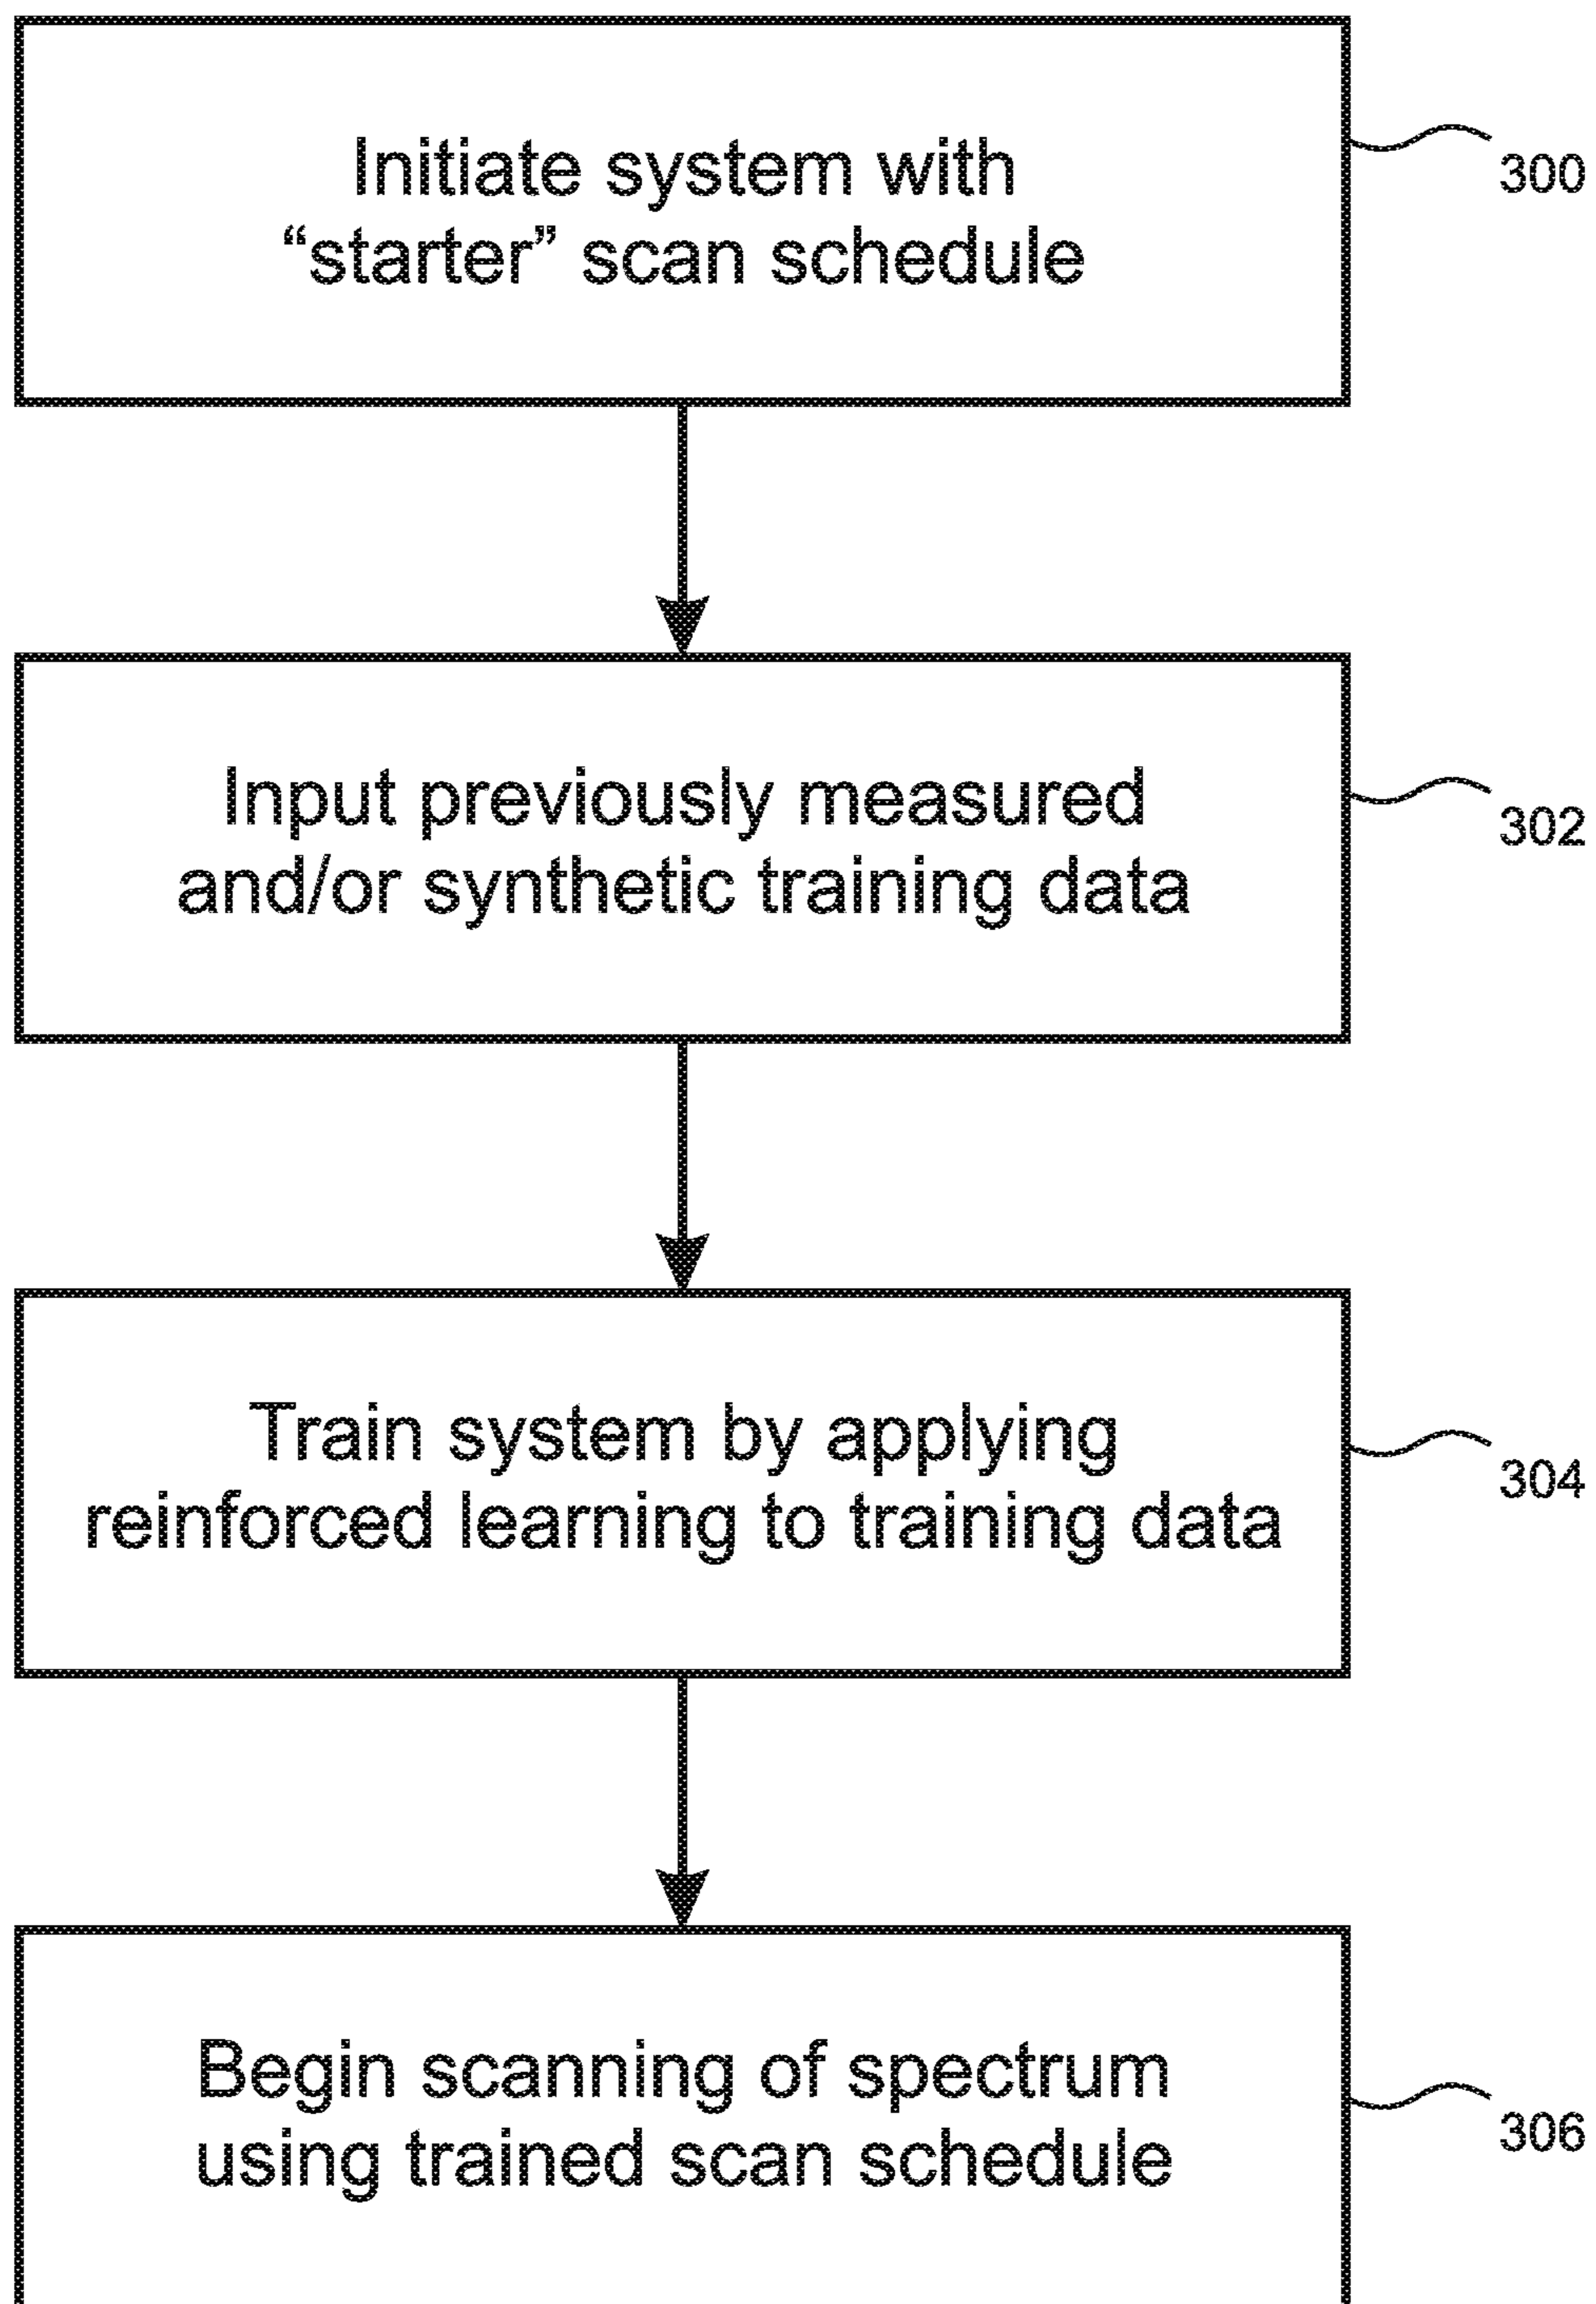 Initiate system with
“starter” scan schedule
300
Input previously measured
and/or synthetic training data
302
Train system by applying
reinforced learning to training data
304
Begin scanning of spectrum
using trained scan schedule
306